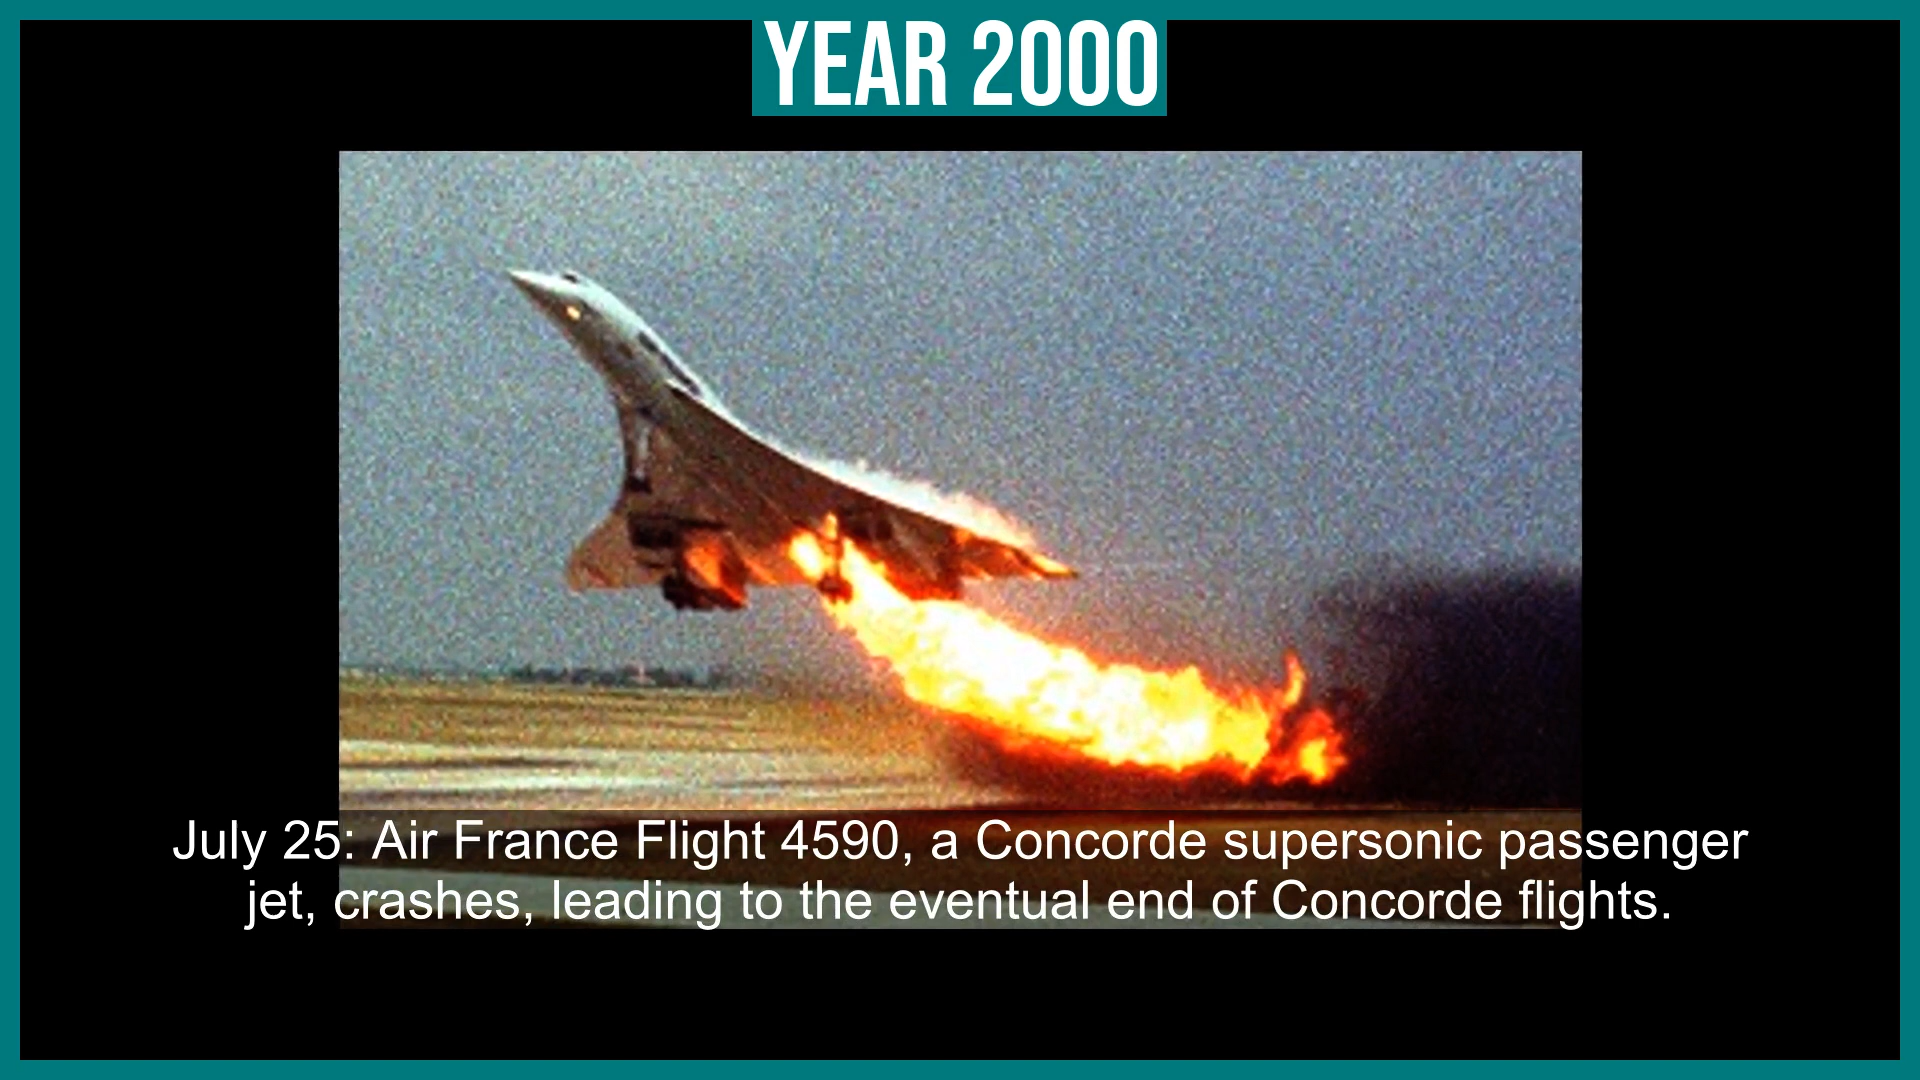 YEAR 2000
July 25: Air France Flight 4590, a Concorde supersonic passenger
jet, crashes, leading to the eventual end of Concorde flights.